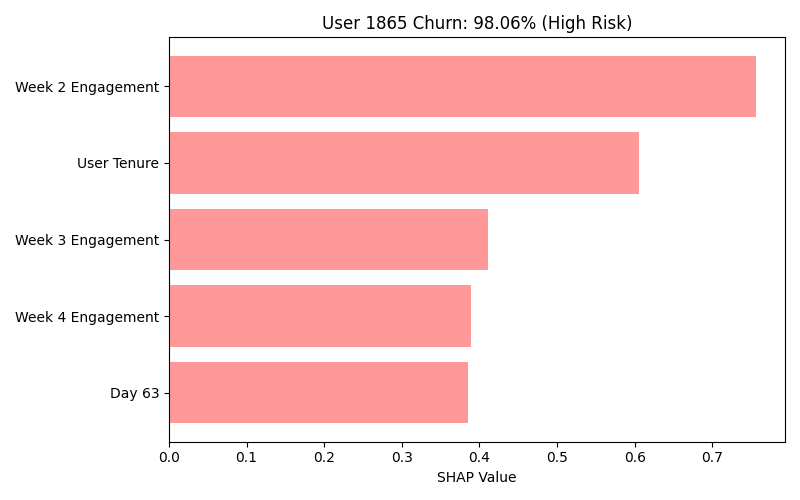 User 1865 Churn: 98.06% (High Risk)
Week 2 Engagement
User Tenure
Week 3 Engagement
Week 4 Engagement
Day 63
0.0 0.1 0.2 0.3 0.4 0.5 0.6 0.7
SHAP Value